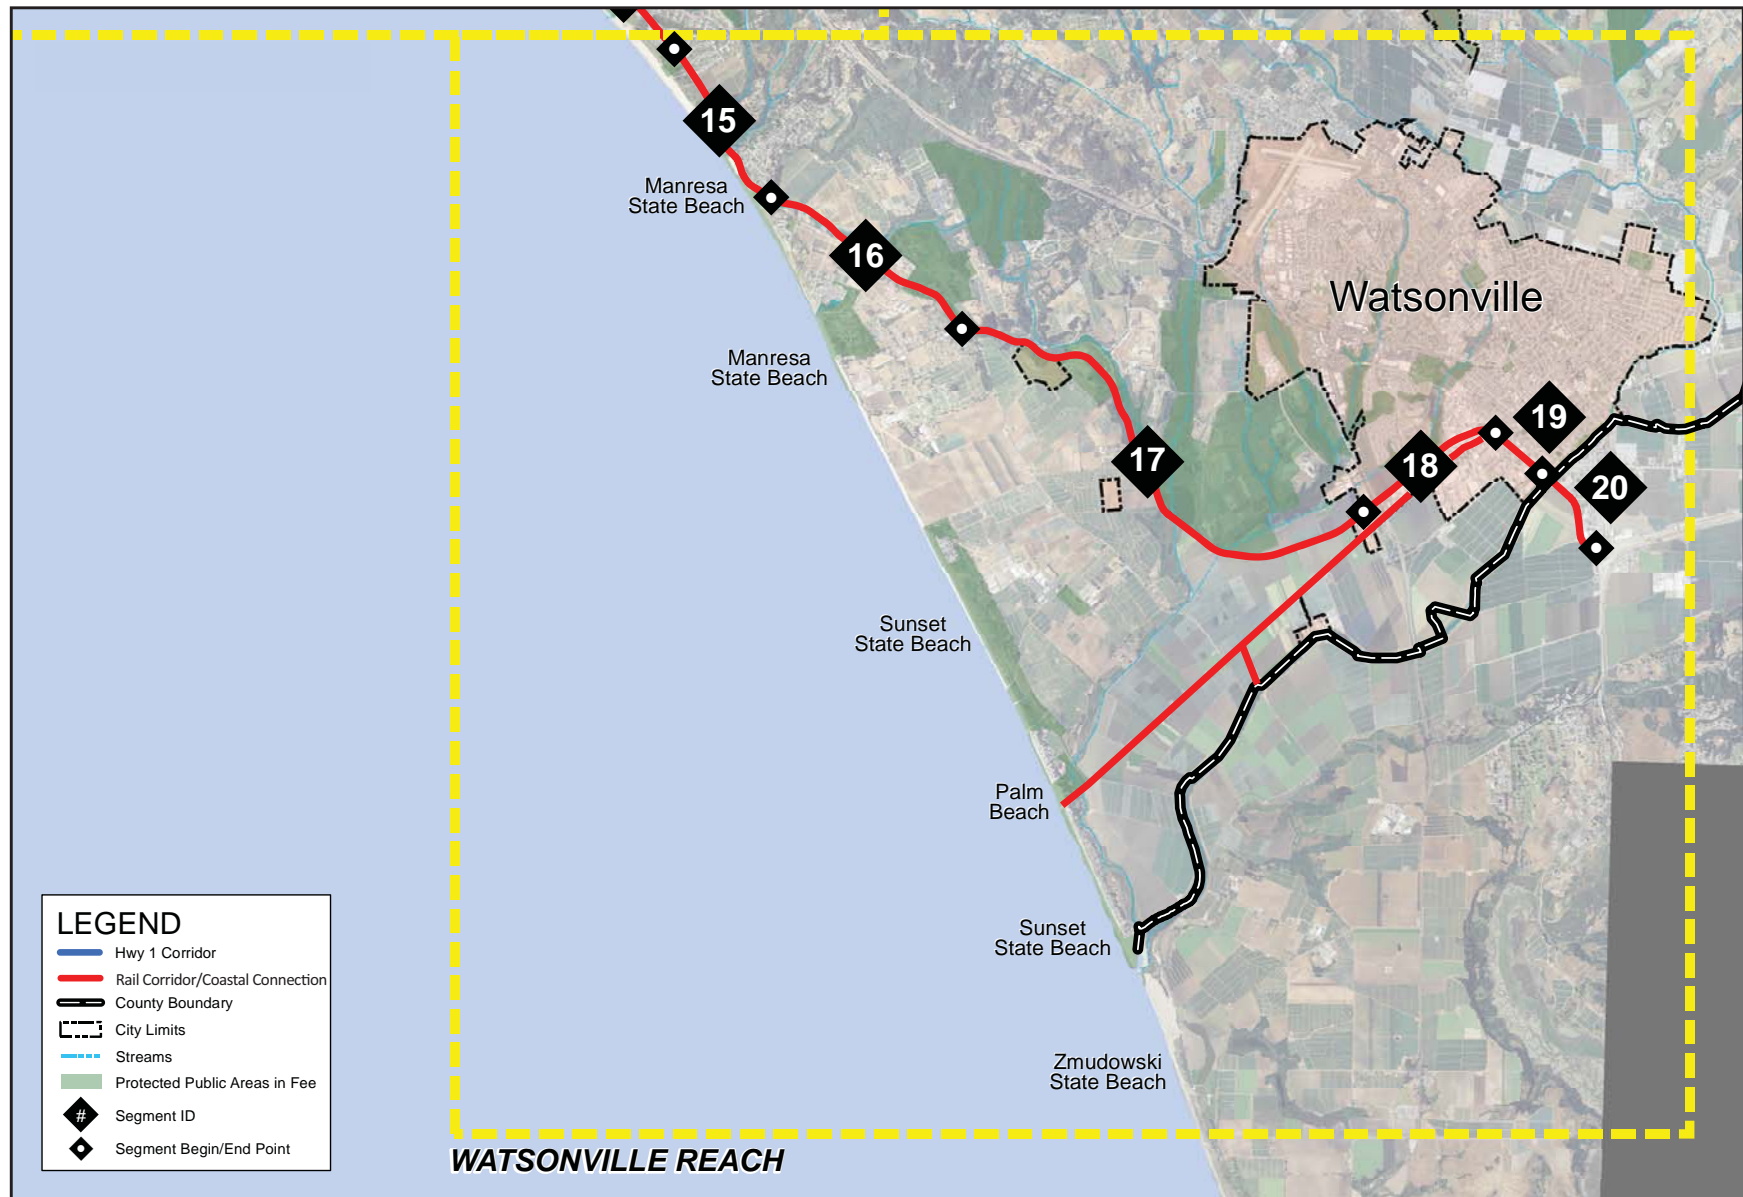 15
Manresa
State Beach
16
Watsonville
Manresa
State Beach
19
17
18
20
Sunset
State Beach
Palm
Beach
Sunset
State Beach
Zmudowski
State Beach
LEGEND
Hwy 1 Corridor
Rail Corridor/Coastal Connection
County Boundary
City Limits
Streams
Protected Public Areas in Fee
# Segment ID
Segment Begin/End Point
WATSONVILLE REACH